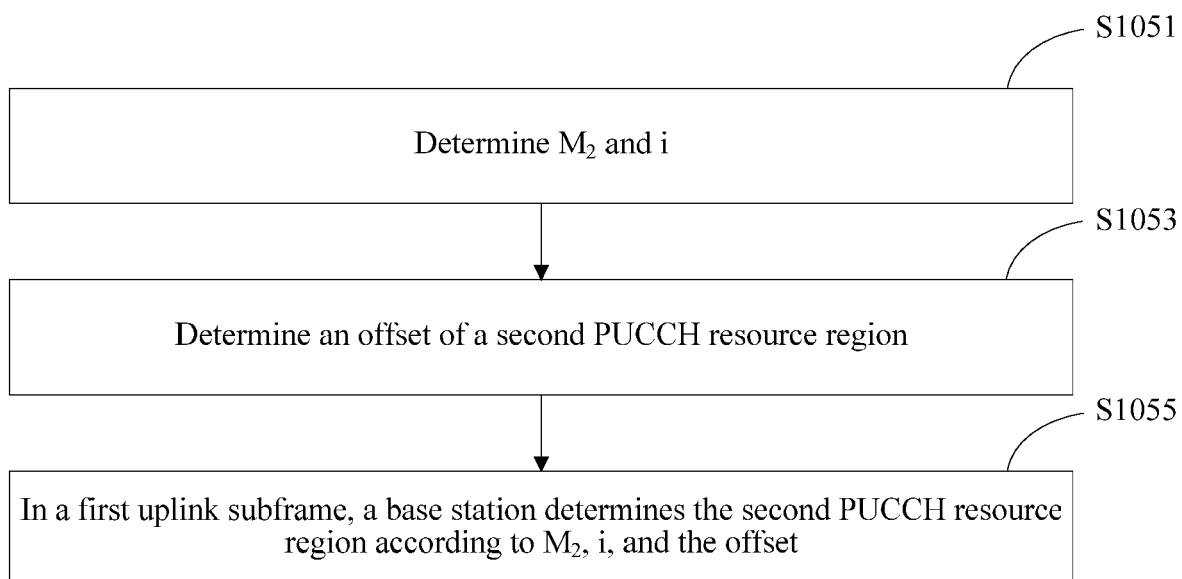 S1051
Determine M₂ and i
S1053
Determine an offset of a second PUCCH resource region
S1055
In a first uplink subframe, a base station determines the second PUCCH resource
region according to M₂, i, and the offset